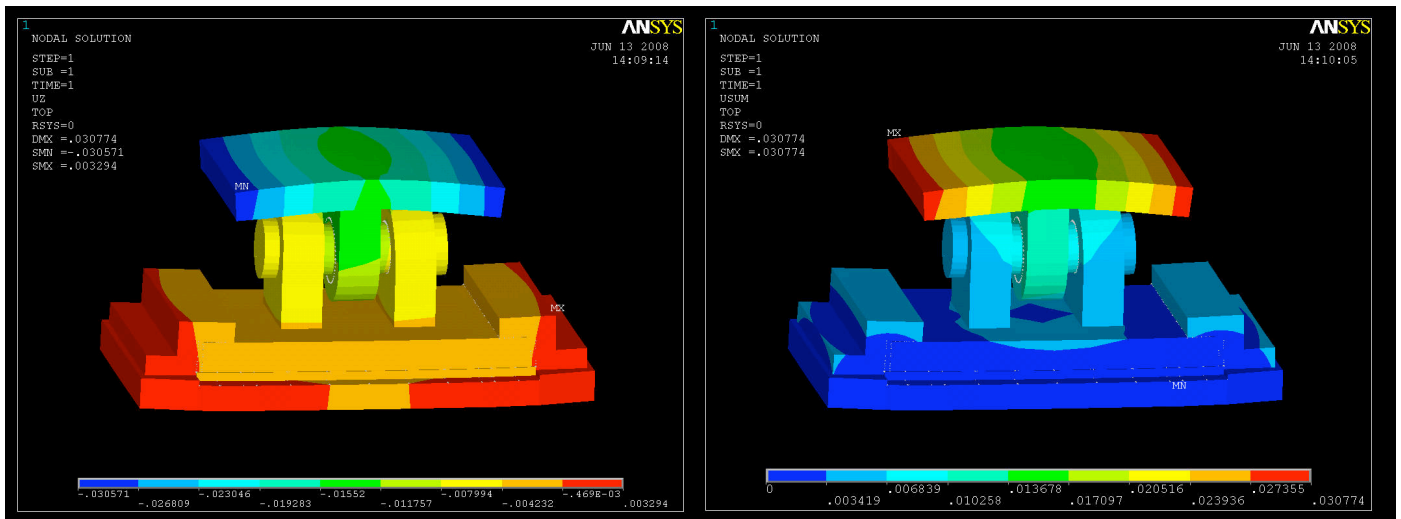 1
ANSYS
NODAL SOLUTION
JUN 13 2008
14:09:14
STEP=1
SUB =1
TIME=1
UZ
TOP
RSYS=0
DMX =.030774
SMN =-.030571
SMX =.003294
MN
MX
-.030571 -.023046 -.01552 -.007994 -.469E-03
-.026809 -.019283 -.011757 -.004232 .003294
1
ANSYS
NODAL SOLUTION
JUN 13 2008
14:10:05
STEP=1
SUB =1
TIME=1
USUM
TOP
RSYS=0
DMX =.030774
SMX =.030774
MX
MN
0 .006839 .013678 .020516 .027355
.003419 .010258 .017097 .023936 .030774